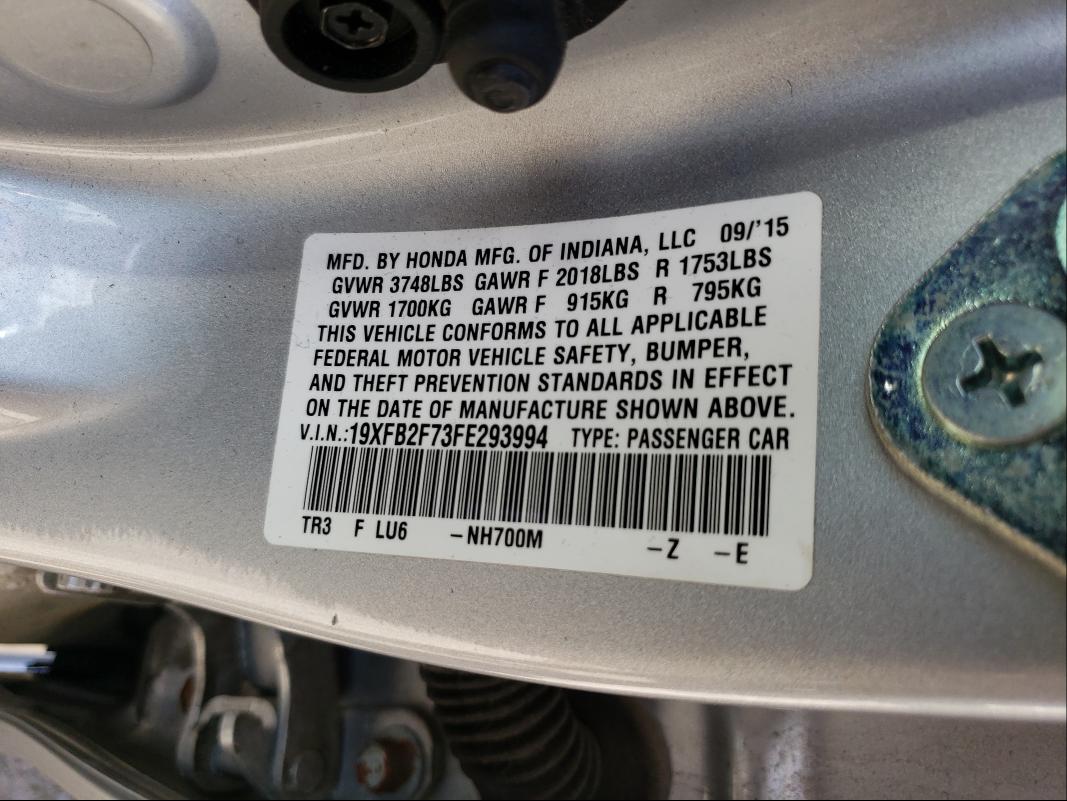 MFD. BY HONDA MFG. OF INDIANA, LLC 09/'15
GVWR 3748LBS GAWR F 2018LBS R 1753LBS
GVWR 1700KG GAWR F 915KG R 795KG
THIS VEHICLE CONFORMS TO ALL APPLICABLE
FEDERAL MOTOR VEHICLE SAFETY, BUMPER,
AND THEFT PREVENTION STANDARDS IN EFFECT
ON THE DATE OF MANUFACTURE SHOWN ABOVE.
V.I.N.:19XFB2F73FE293994 TYPE: PASSENGER CAR
TR3 F LU6 –NH700M –Z –E